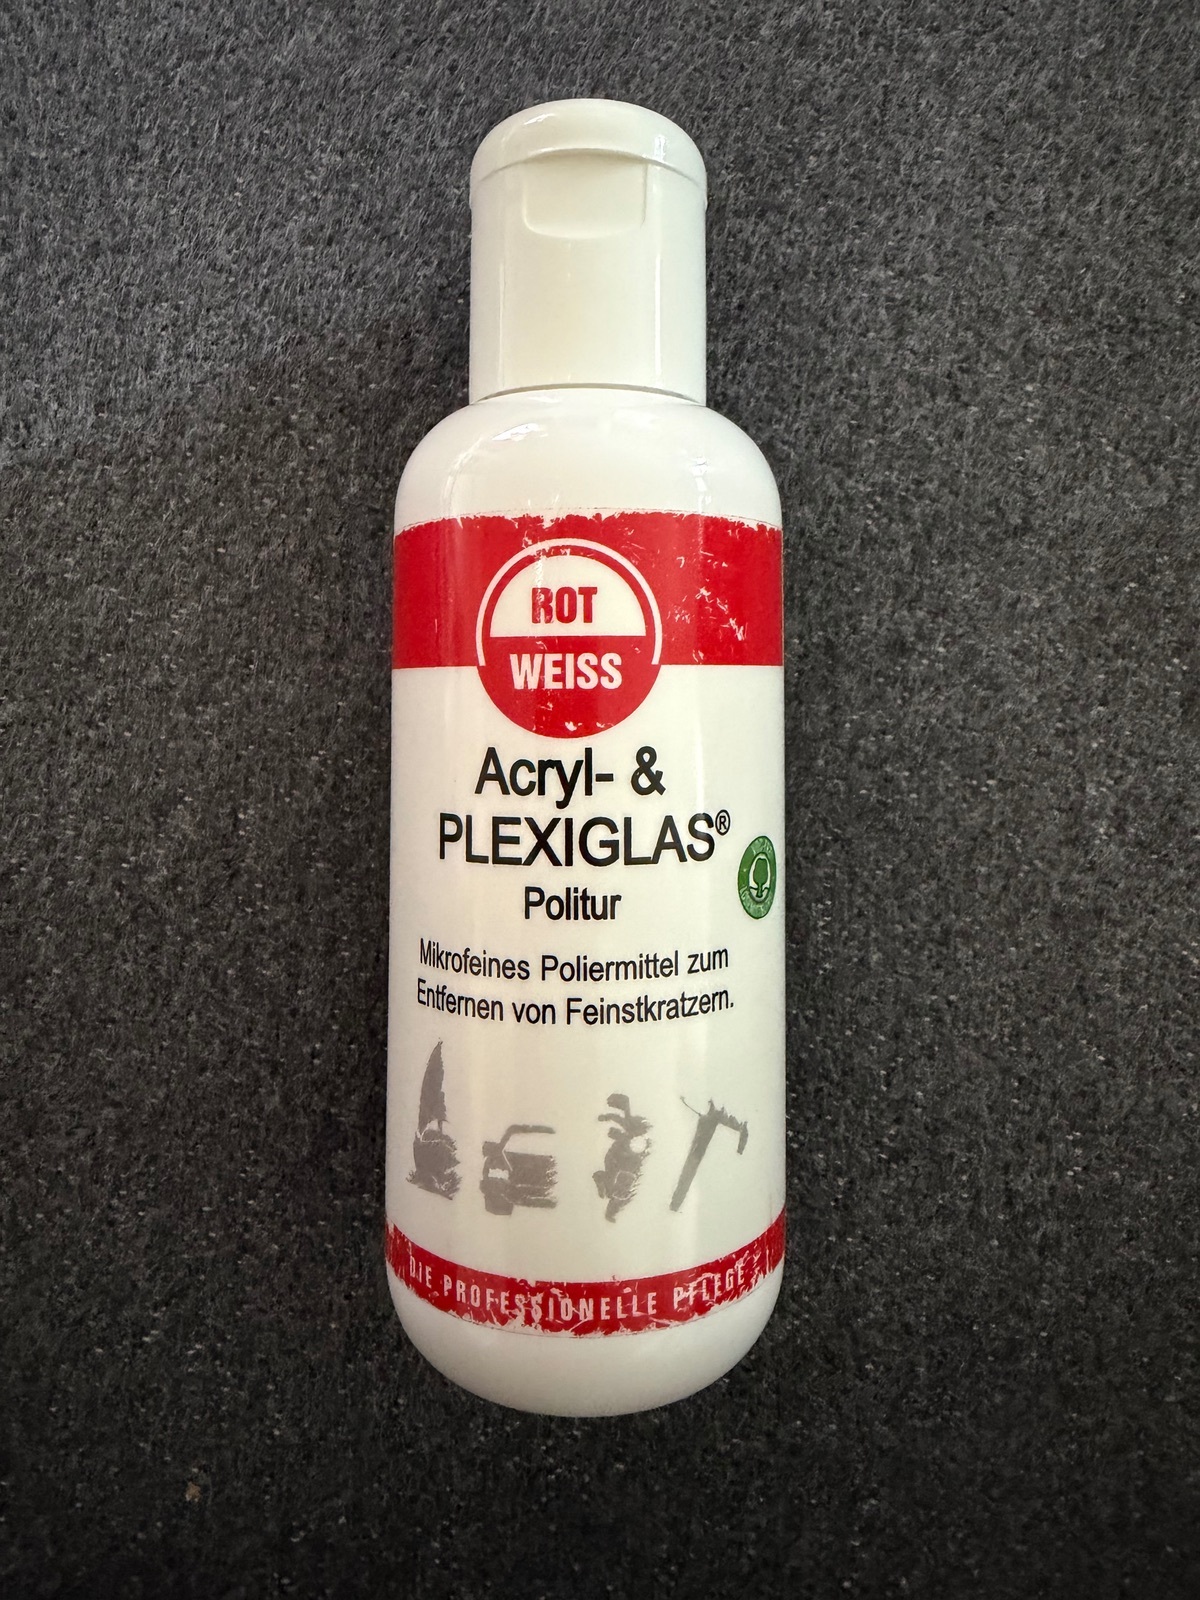 ROT
WEISS
Acryl- &
PLEXIGLAS®
Politur
Mikrofeines Poliermittel zum
Entfernen von Feinstkratzern.
DIE PROFESSIONELLE PFLEGE